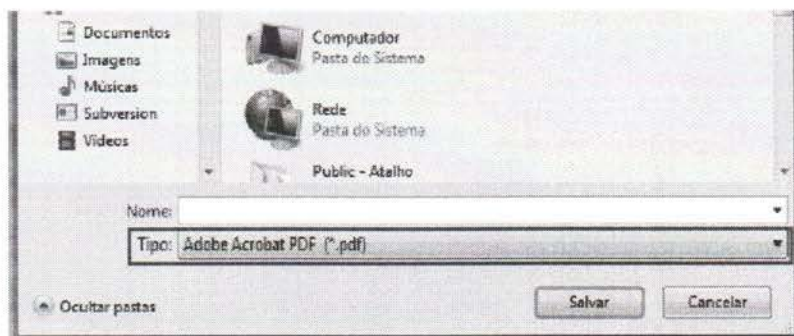 Documentos
Imagens
Músicas
Subversion
Vídeos
Computador
Pasta do Sistema
Rede
Pasta do Sistema
Public - Atalho
Nome:
Tipo: Adobe Acrobat PDF (*.pdf)
Ocultar pastas
Salvar
Cancelar